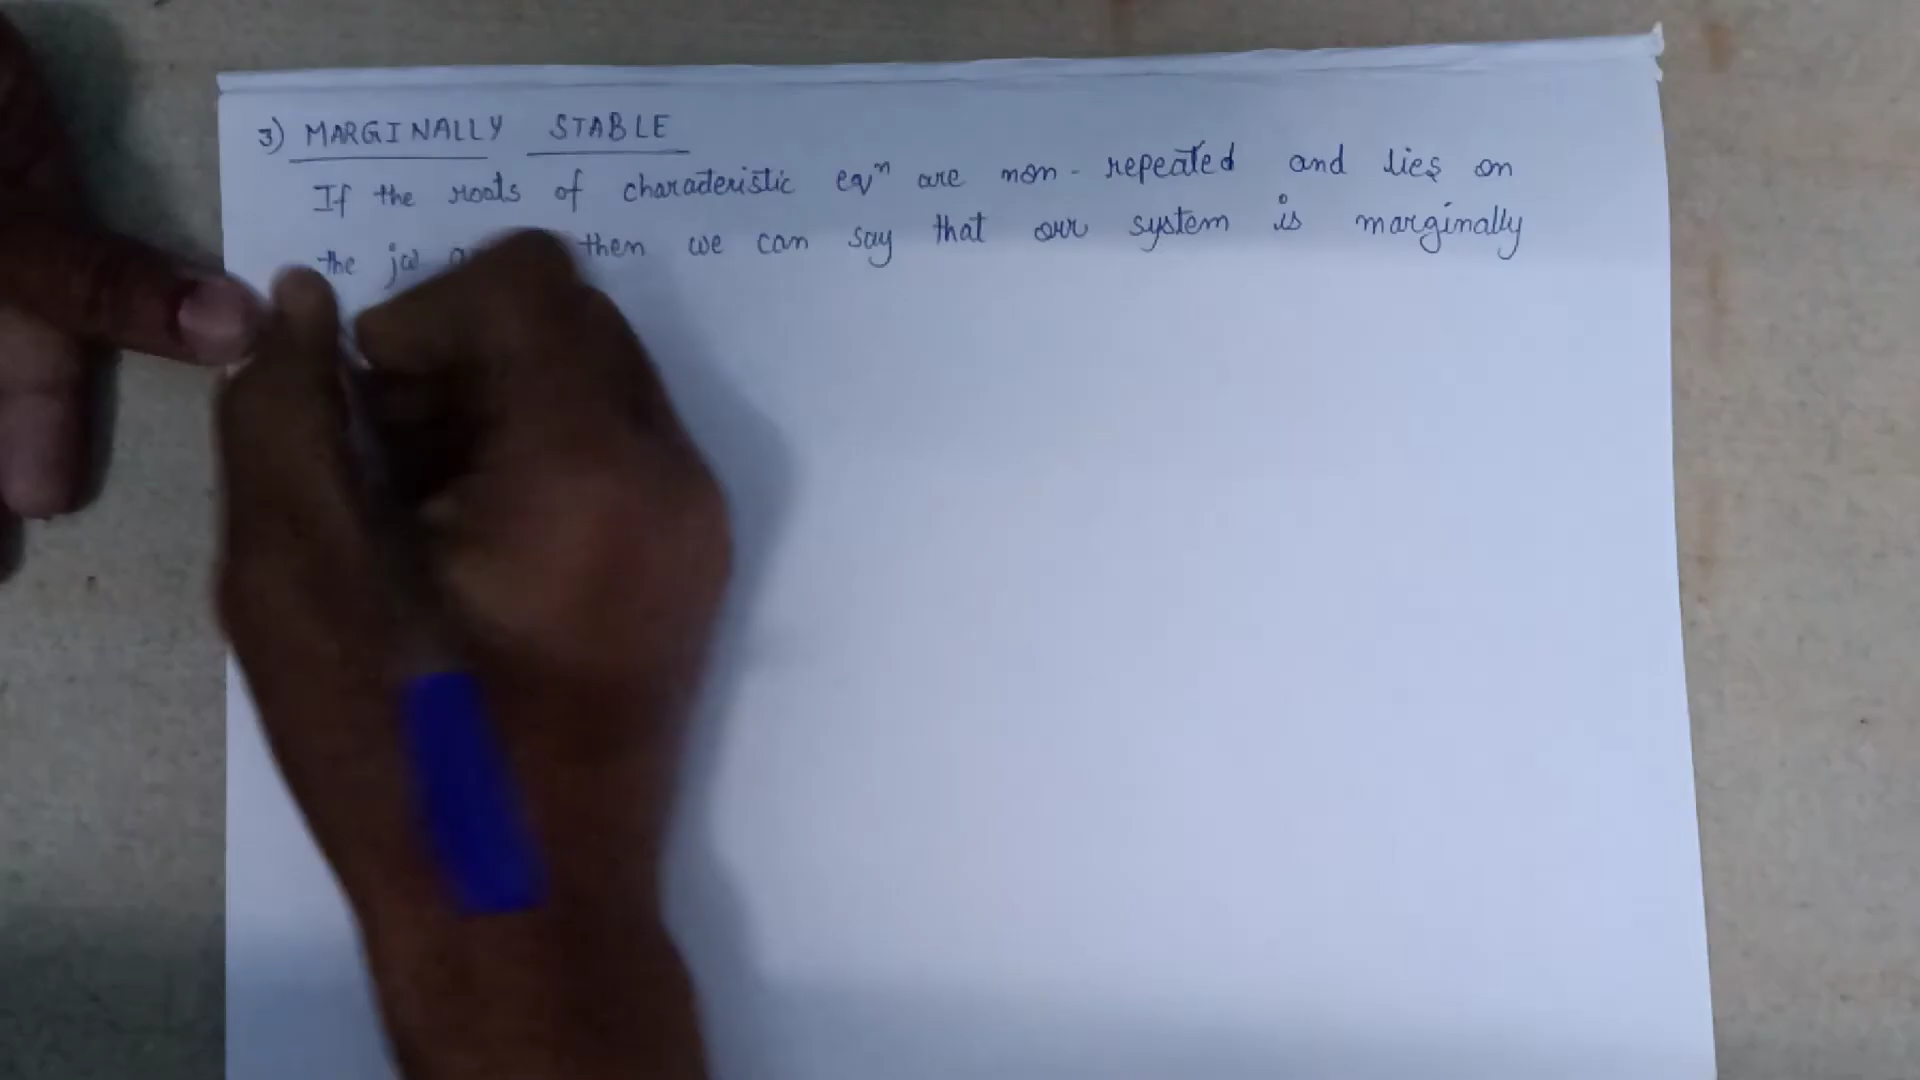 3) MARGINALLY STABLE
If the roots of characteristic eqⁿ are non-repeated and lies on
the jω then we can say that our system is marginally